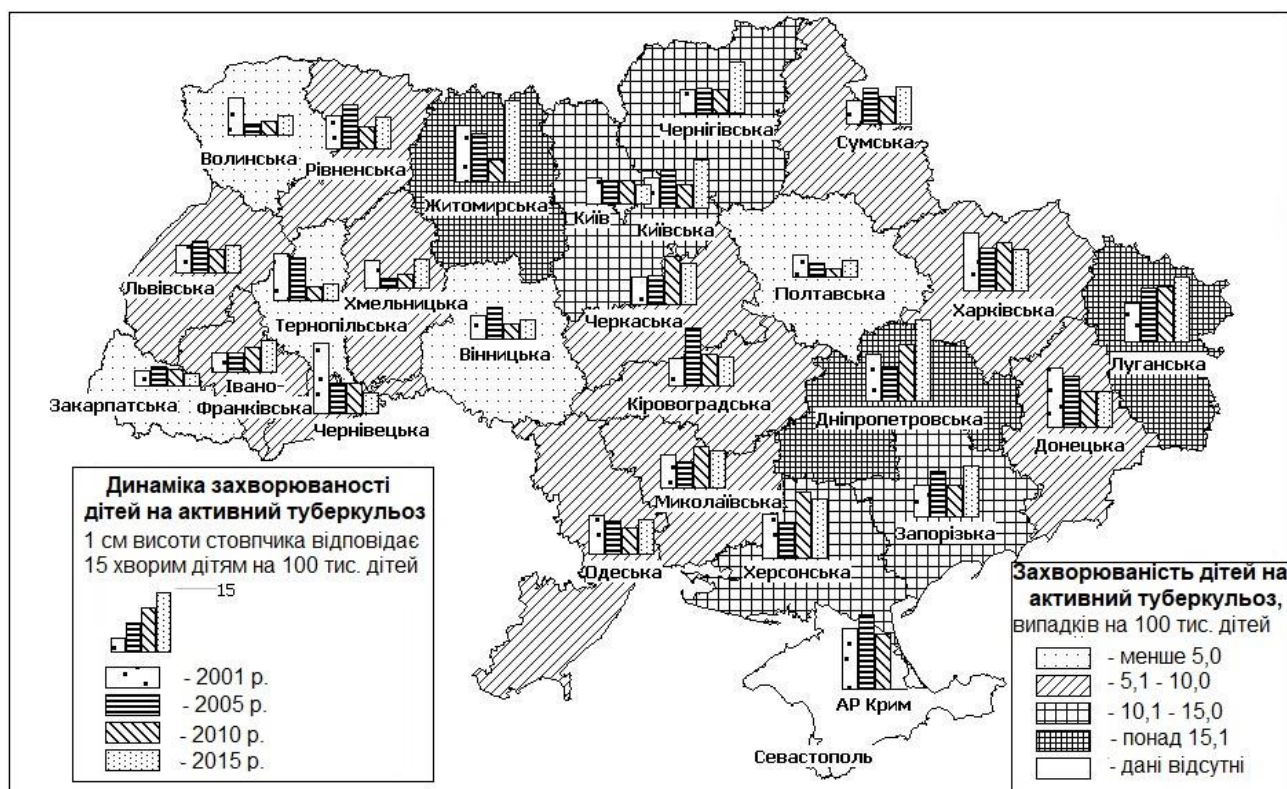 Чернігівська
Сумська
Волинська
Рівненська
Житомирська
Київ
Київська
Львівська
Тернопільська
Хмельницька
Вінницька
Черкаська
Полтавська
Харківська
Луганська
Закарпатська
Івано-
Франківська
Чернівецька
Кіровоградська
Дніпропетровська
Донецька
Миколаївська
Запорізька
Одеська
Херсонська
АР Крим
Севастополь
Динаміка захворюваності
дітей на активний туберкульоз
1 см висоти стовпчика відповідає
15 хворим дітям на 100 тис. дітей
15
- 2001 р.
- 2005 р.
- 2010 р.
- 2015 р.
Захворюваність дітей на
активний туберкульоз,
випадків на 100 тис. дітей
- менше 5,0
- 5,1 - 10,0
- 10,1 - 15,0
- понад 15,1
- дані відсутні